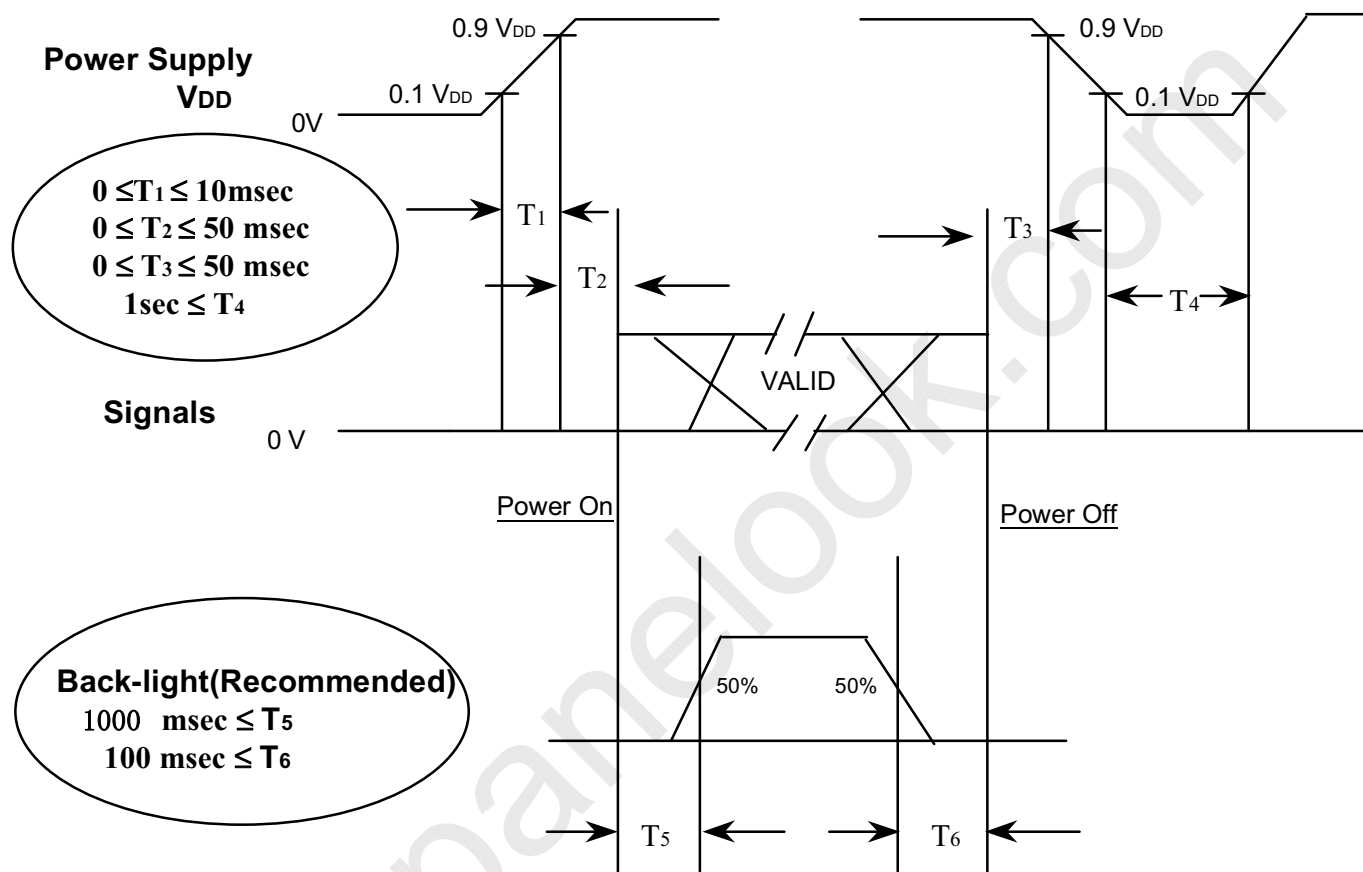 0.9 VDD
0.9 VDD
Power Supply
VDD
0.1 VDD
0.1 VDD
0V
0 ≤T1 ≤ 10msec
0 ≤ T2 ≤ 50 msec
0 ≤ T3 ≤ 50 msec
1sec ≤ T4
T1
T3
T2
T4
VALID
Signals
0 V
Power On
Power Off
Back-light(Recommended)
1000 msec ≤ T5
100 msec ≤ T6
50%
50%
T5
T6
panelook.com